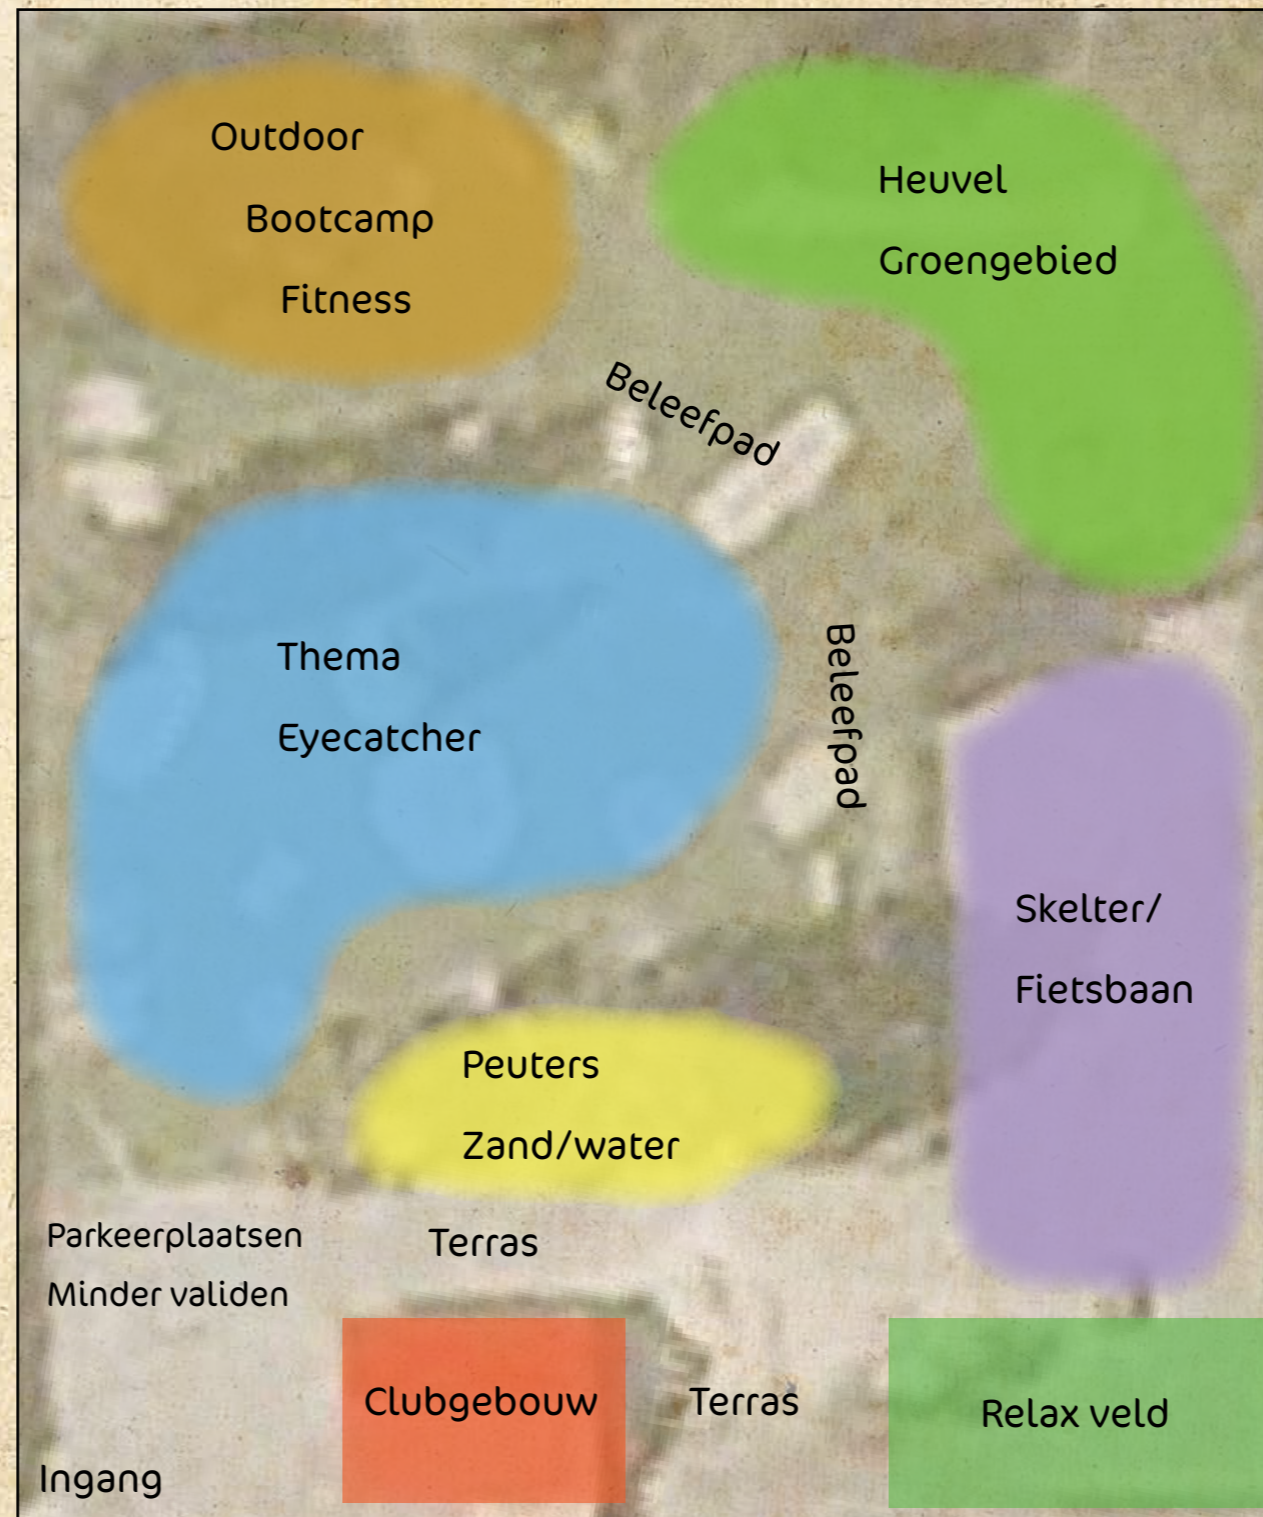 Outdoor
Bootcamp
Fitness
Heuvel
Groengebied
Beleefpad
Thema
Eyecatcher
Beleefpad
Skelter/
Fietsbaan
Peuters
Zand/water
Parkeerplaatsen
Minder validen
Terras
Clubgebouw
Terras
Relax veld
Ingang